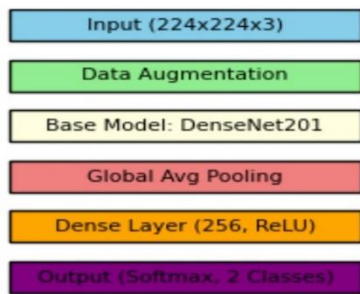 Input (224x224x3)
Data Augmentation
Base Model: DenseNet201
Global Avg Pooling
Dense Layer (256, ReLU)
Output (Softmax, 2 Classes)